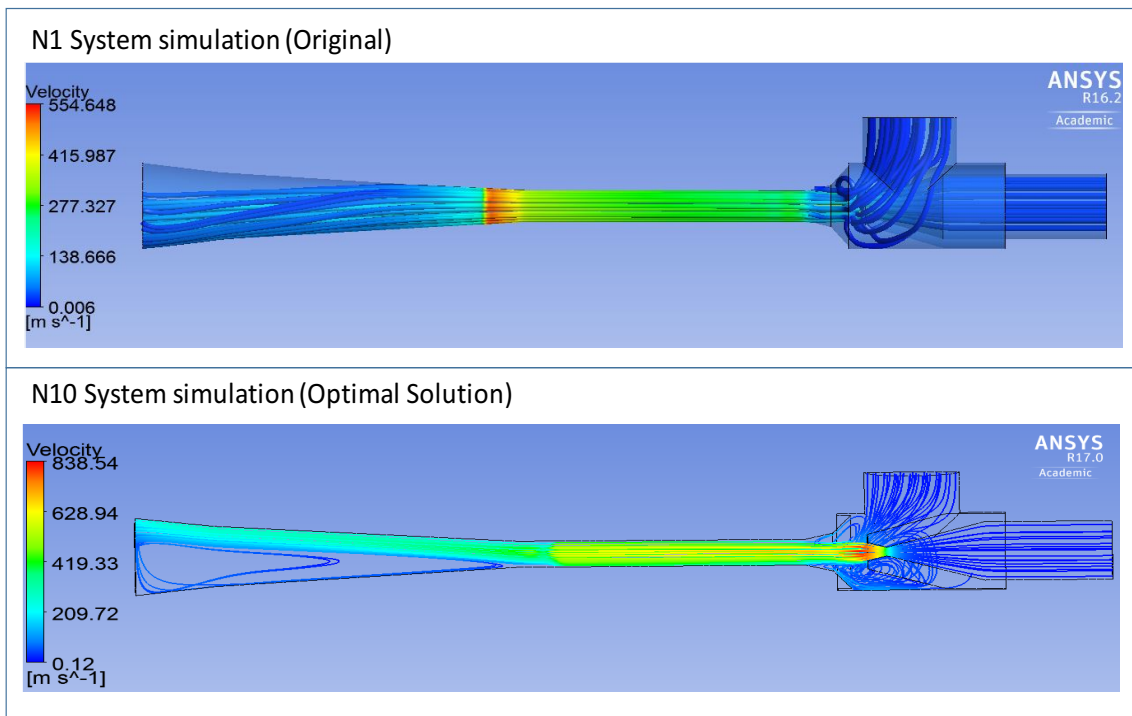 N1 System simulation (Original)
Velocity
554.648
415.987
277.327
138.666
0.006
[m s^-1]
ANSYS
R16.2
Academic
N10 System simulation (Optimal Solution)
Velocity
838.54
628.94
419.33
209.72
0.12
[m s^-1]
ANSYS
R17.0
Academic